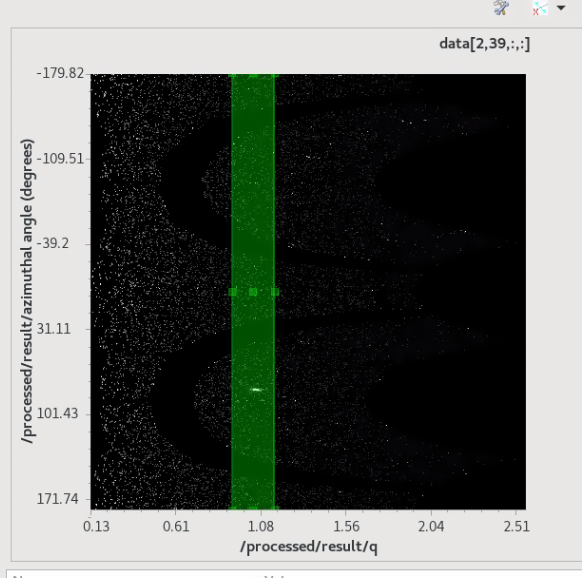 data[2,39,:,:]
-179.82
-109.51
-39.2
31.11
101.43
171.74
/processed/result/azimuthal angle (degrees)
0.13 0.61 1.08 1.56 2.04 2.51
/processed/result/q